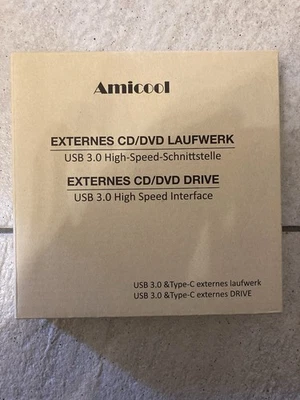 Amicool
EXTERNES CD/DVD LAUFWERK
USB 3.0 High-Speed-Schnittstelle
EXTERNES CD/DVD DRIVE
USB 3.0 High Speed Interface
USB 3.0 &Type-C externes laufwerk
USB 3.0 &Type-C externes DRIVE